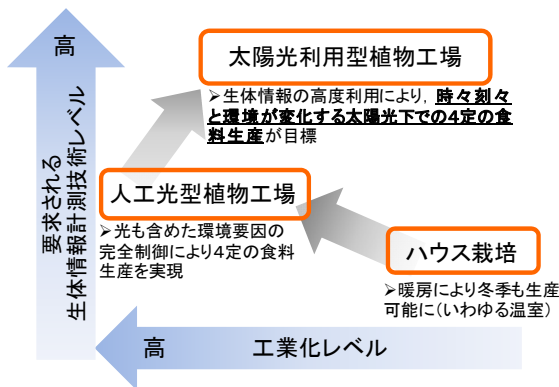 高
要求される
生体情報計測技術レベル
太陽光利用型植物工場
➢生体情報の高度利用により，時々刻々
と環境が変化する太陽光下での4定の食
料生産が目標
人工光型植物工場
➢光も含めた環境要因の
完全制御により4定の食料
生産を実現
ハウス栽培
➢暖房により冬季も生産
可能に（いわゆる温室）
高 工業化レベル